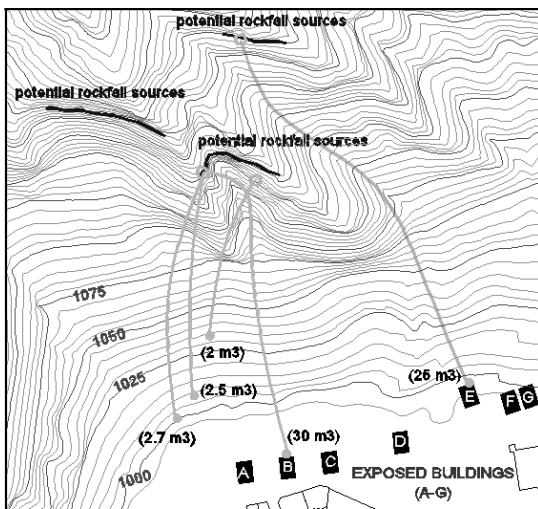 potential rockfall sources
potential rockfall sources
potential rockfall sources
1075
1050
1025
1000
(2 m3)
(2.5 m3)
(2.7 m3)
(25 m3)
(30 m3)
A
B
C
D
E
F
G
EXPOSED BUILDINGS
(A-G)